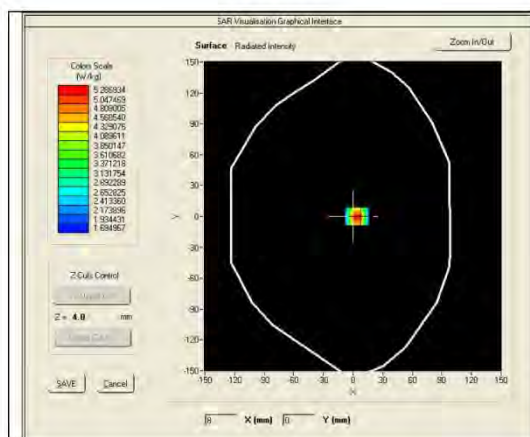 SAR Visualisation Graphical Interface
Surface Radiated Intensity
Zoom In/Out
Colors Scale
(W/kg)
5.286934
5.047469
4.808005
4.568540
4.329075
4.089611
3.850147
3.610682
3.371218
3.131754
2.892289
2.652825
2.413360
2.173896
1.934431
1.694967
150
120
90
60
30
0
-30
-60
-90
-120
-150
Y
-150 -120 -90 -60 -30 0 30 60 90 120 150
X
Z Cuts Control
Z = 4.0 mm
SAVE Cancel
8 X (mm) 0 Y (mm)